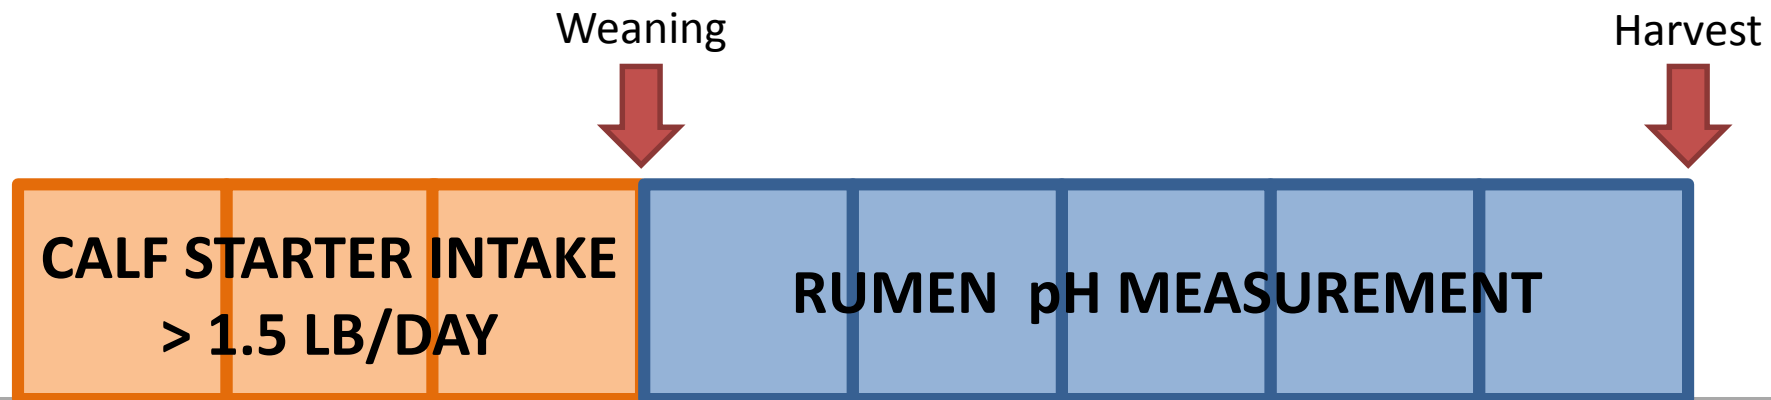 Weaning
Harvest
CALF STARTER INTAKE
> 1.5 LB/DAY
RUMEN  pH MEASUREMENT